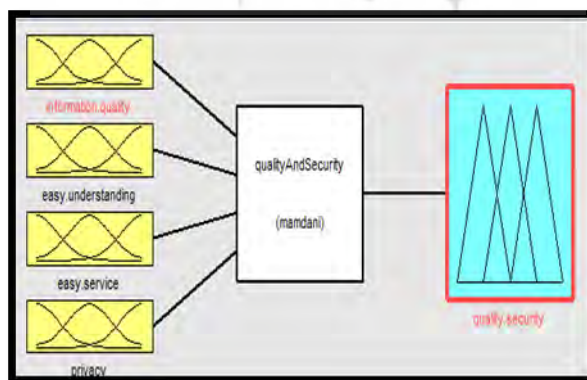 information.quality
easy.understanding
easy.service
privacy
qualityAndSecurity
(mamdani)
quality.security